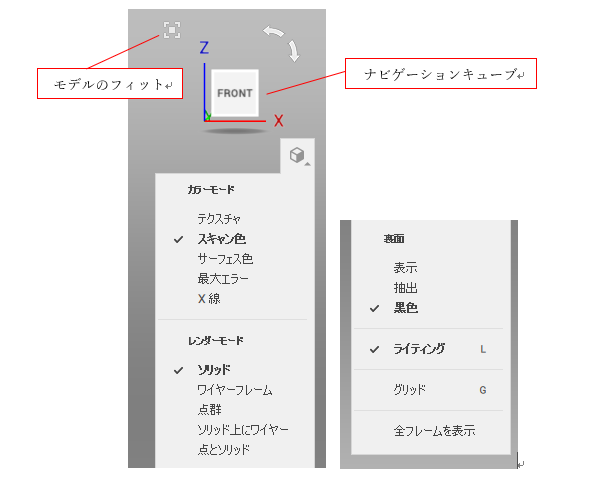 モデルのフィット
Z
FRONT
X
Y
ナビゲーションキューブ
カラーモード
テクスチャ
スキャン色
サーフェス色
最大エラー
X 線
レンダーモード
ソリッド
ワイヤーフレーム
点群
ソリッド上にワイヤー
点とソリッド
裏面
表示
抽出
黒色
ライティング L
グリッド G
全フレームを表示